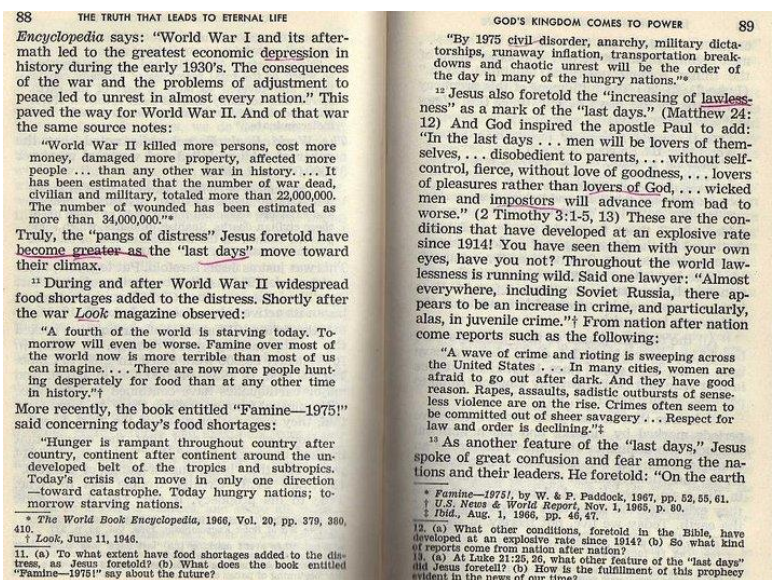 88 THE TRUTH THAT LEADS TO ETERNAL LIFE
Encyclopedia says: "World War I and its after-
math led to the greatest economic depression in
history during the early 1930's. The consequences
of the war and the problems of adjustment to
peace led to unrest in almost every nation." This
paved the way for World War II. And of that war
the same source notes:
"World War II killed more persons, cost more
money, damaged more property, affected more
people ... than any other war in history. ... It
has been estimated that the number of war dead,
civilian and military, totaled more than 22,000,000.
The number of wounded has been estimated as
more than 34,000,000."*
Truly, the "pangs of distress" Jesus foretold have
become greater as the "last days" move toward
their climax.
11 During and after World War II widespread
food shortages added to the distress. Shortly after
the war Look magazine observed:
"A fourth of the world is starving today. To-
morrow will even be worse. Famine over most of
the world now is more terrible than most of us
can imagine. . . . There are now more people hunt-
ing desperately for food than at any other time
in history."†
More recently, the book entitled "Famine—1975!"
said concerning today's food shortages:
"Hunger is rampant throughout country after
country, continent after continent around the un-
developed belt of the tropics and subtropics.
Today's crisis can move in only one direction
—toward catastrophe. Today hungry nations; to-
morrow starving nations.
* The World Book Encyclopedia, 1966, Vol. 20, pp. 379, 380,
410.
† Look, June 11, 1946.
11. (a) To what extent have food shortages added to the dis-
tress, as Jesus foretold? (b) What does the book entitled
"Famine—1975!" say about the future?
GOD'S KINGDOM COMES TO POWER 89
"By 1975 civil disorder, anarchy, military dicta-
torships, runaway inflation, transportation break-
downs and chaotic unrest will be the order of
the day in many of the hungry nations."*
12 Jesus also foretold the "increasing of lawless-
ness" as a mark of the "last days." (Matthew 24:
12) And God inspired the apostle Paul to add:
"In the last days . . . men will be lovers of them-
selves, . . . disobedient to parents, . . . without self-
control, fierce, without love of goodness, . . . lovers
of pleasures rather than lovers of God, . . . wicked
men and impostors will advance from bad to
worse." (2 Timothy 3:1-5, 13) These are the con-
ditions that have developed at an explosive rate
since 1914! You have seen them with your own
eyes, have you not? Throughout the world law-
lessness is running wild. Said one lawyer: "Almost
everywhere, including Soviet Russia, there ap-
pears to be an increase in crime, and particularly,
alas, in juvenile crime."† From nation after nation
come reports such as the following:
"A wave of crime and rioting is sweeping across
the United States . . . In many cities, women are
afraid to go out after dark. And they have good
reason. Rapes, assaults, sadistic outbursts of sense-
less violence are on the rise. Crimes often seem to
be committed out of sheer savagery . . . Respect for
law and order is declining."‡
13 As another feature of the "last days," Jesus
spoke of great confusion and fear among the na-
tions and their leaders. He foretold: "On the earth
* Famine—1975!, by W. & P. Paddock, 1967, pp. 52, 55, 61.
† U.S. News & World Report, Nov. 1, 1965, p. 80.
‡ Ibid., Aug. 1, 1966, pp. 46, 47.
12. (a) What other conditions, foretold in the Bible, have
developed at an explosive rate since 1914? (b) So what kind
of reports come from nation after nation?
13. (a) At Luke 21:25, 26, what other feature of the "last days"
did Jesus foretell? (b) How is the fulfillment of this prophecy
evident in the news of our time?